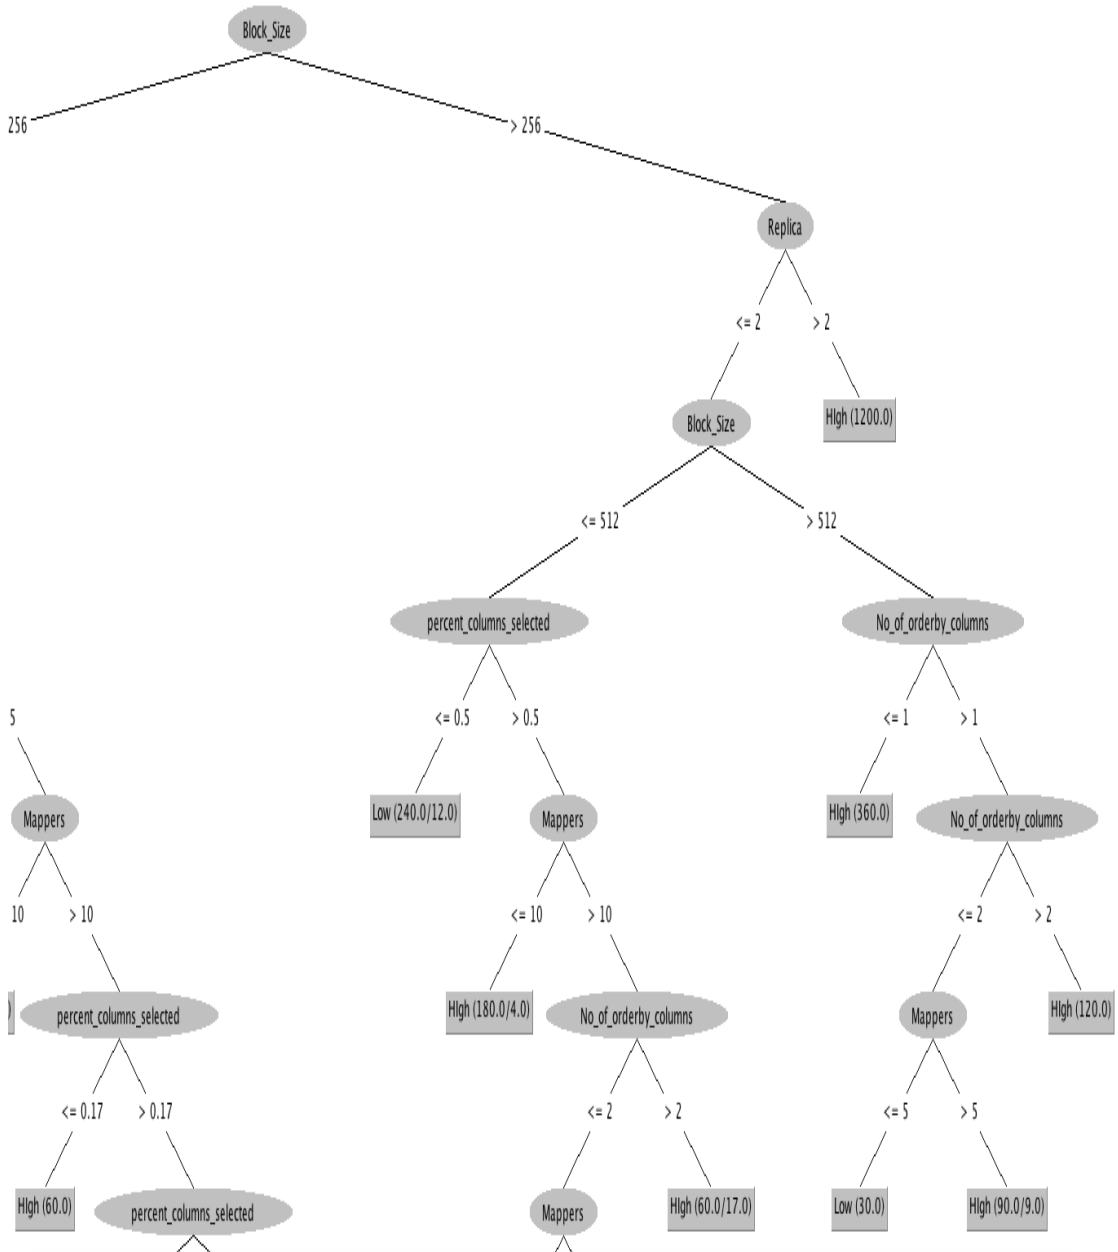 Block_Size
256
> 256
Replica
<= 2
> 2
Block_Size
HIgh (1200.0)
<= 512
> 512
percent_columns_selected
No_of_orderby_columns
5
<= 0.5
> 0.5
<= 1
> 1
Mappers
Low (240.0/12.0)
Mappers
HIgh (360.0)
No_of_orderby_columns
10
> 10
<= 10
> 10
<= 2
> 2
)
percent_columns_selected
HIgh (180.0/4.0)
No_of_orderby_columns
Mappers
HIgh (120.0)
<= 0.17
> 0.17
<= 2
> 2
<= 5
> 5
HIgh (60.0)
percent_columns_selected
Mappers
HIgh (60.0/17.0)
Low (30.0)
HIgh (90.0/9.0)